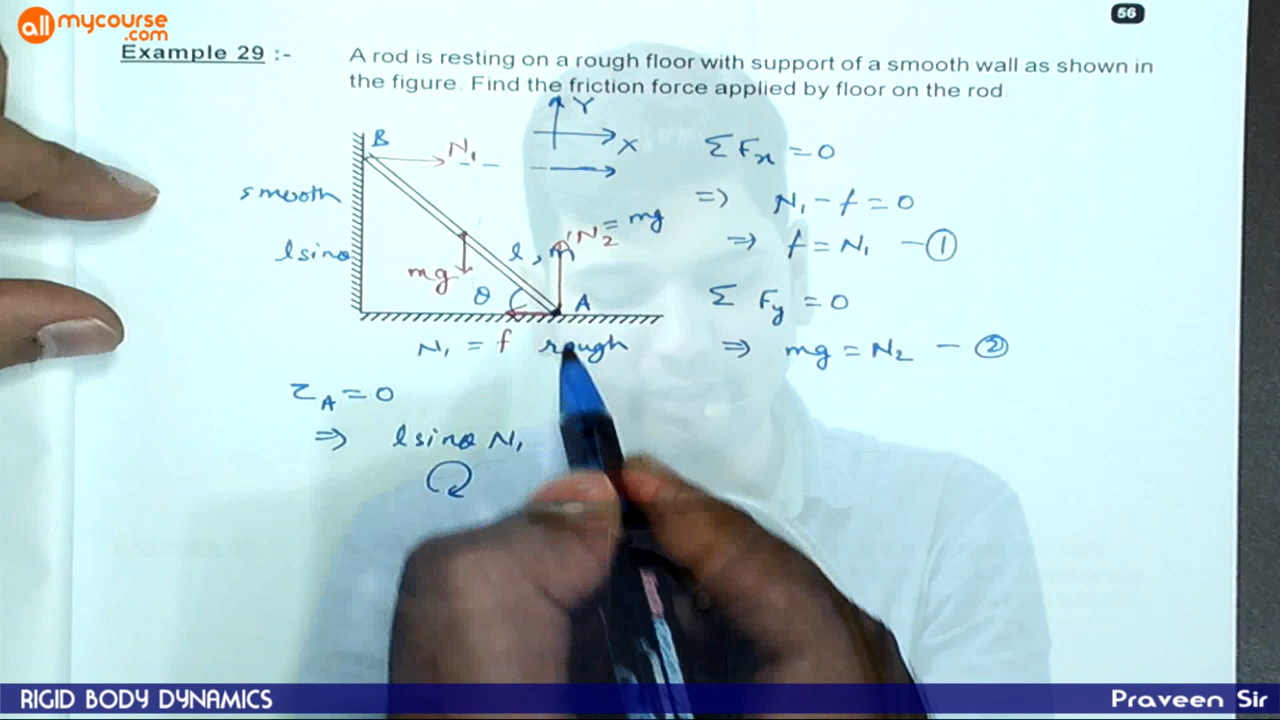 all mycourse.com
56
Example 29 :- A rod is resting on a rough floor with support of a smooth wall as shown in
the figure. Find the friction force applied by floor on the rod
Y
X
B
N₁
smooth
l sinθ
mg
l, m
N₂ = mg
θ
A
N₁ = f rough
ΣFx = 0
⇒ N₁ - f = 0
⇒ f = N₁ — ①
Σ Fy = 0
⇒ mg = N₂ — ②
τA = 0
⇒ l sinθ N₁
RIGID BODY DYNAMICS
Praveen Sir